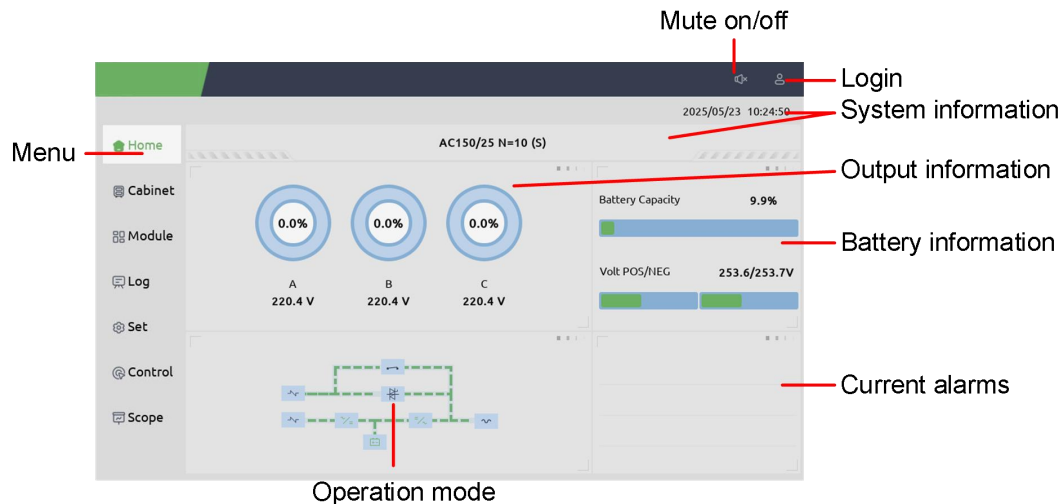 Mute on/off
Login
2025/05/23 10:24:50
System information
Menu
Home
AC150/25 N=10 (S)
Output information
Cabinet
Battery Capacity 9.9%
0.0% 0.0% 0.0%
Module
Battery information
Log
A B C
Volt POS/NEG 253.6/253.7V
220.4 V 220.4 V 220.4 V
Set
Control
Current alarms
Scope
Operation mode